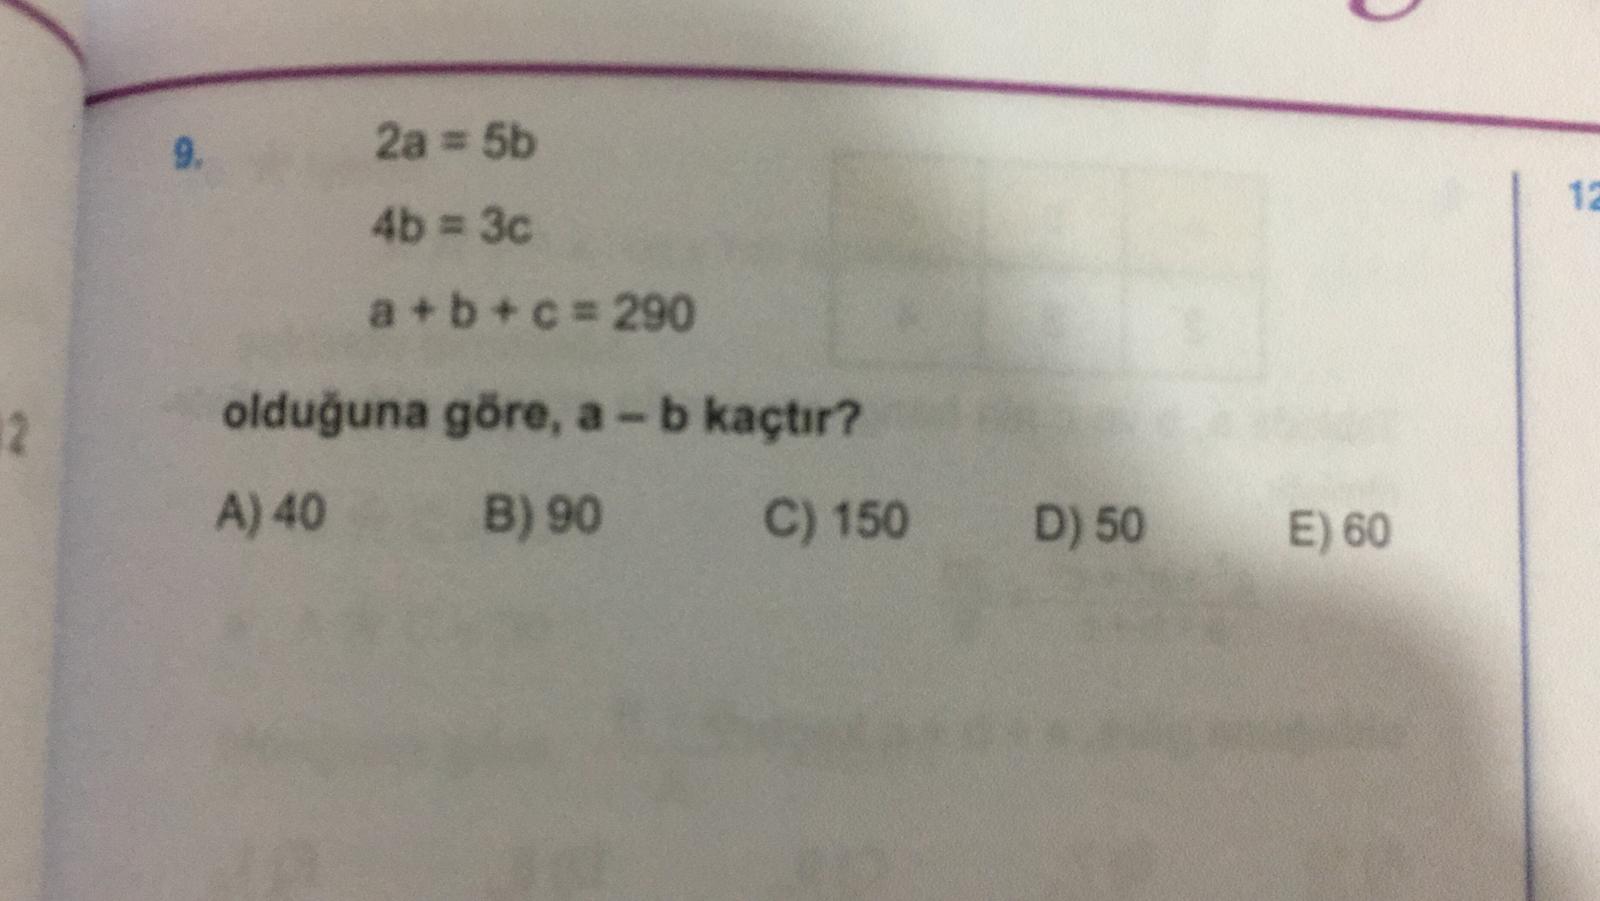 9.
2a = 5b
4b = 3c
a + b + c = 290
olduğuna göre, a – b kaçtır?
A) 40 B) 90 C) 150 D) 50 E) 60
12
2